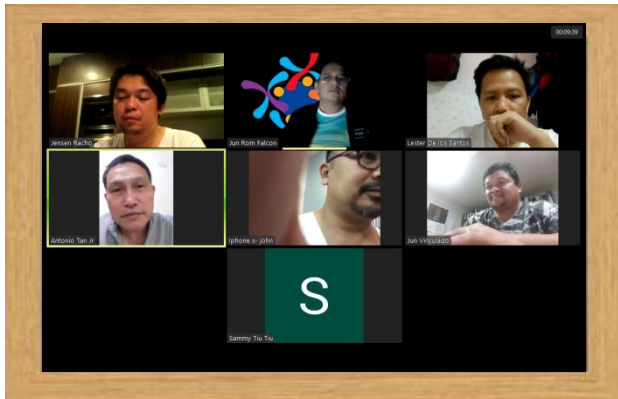 00:09:39
Jensen Racho
Jun Rom Falcon
Lester De los Santos
Antonio Tan Jr
Iphone x- john
Jun Vinculado
S
Sammy Tiu Tiu